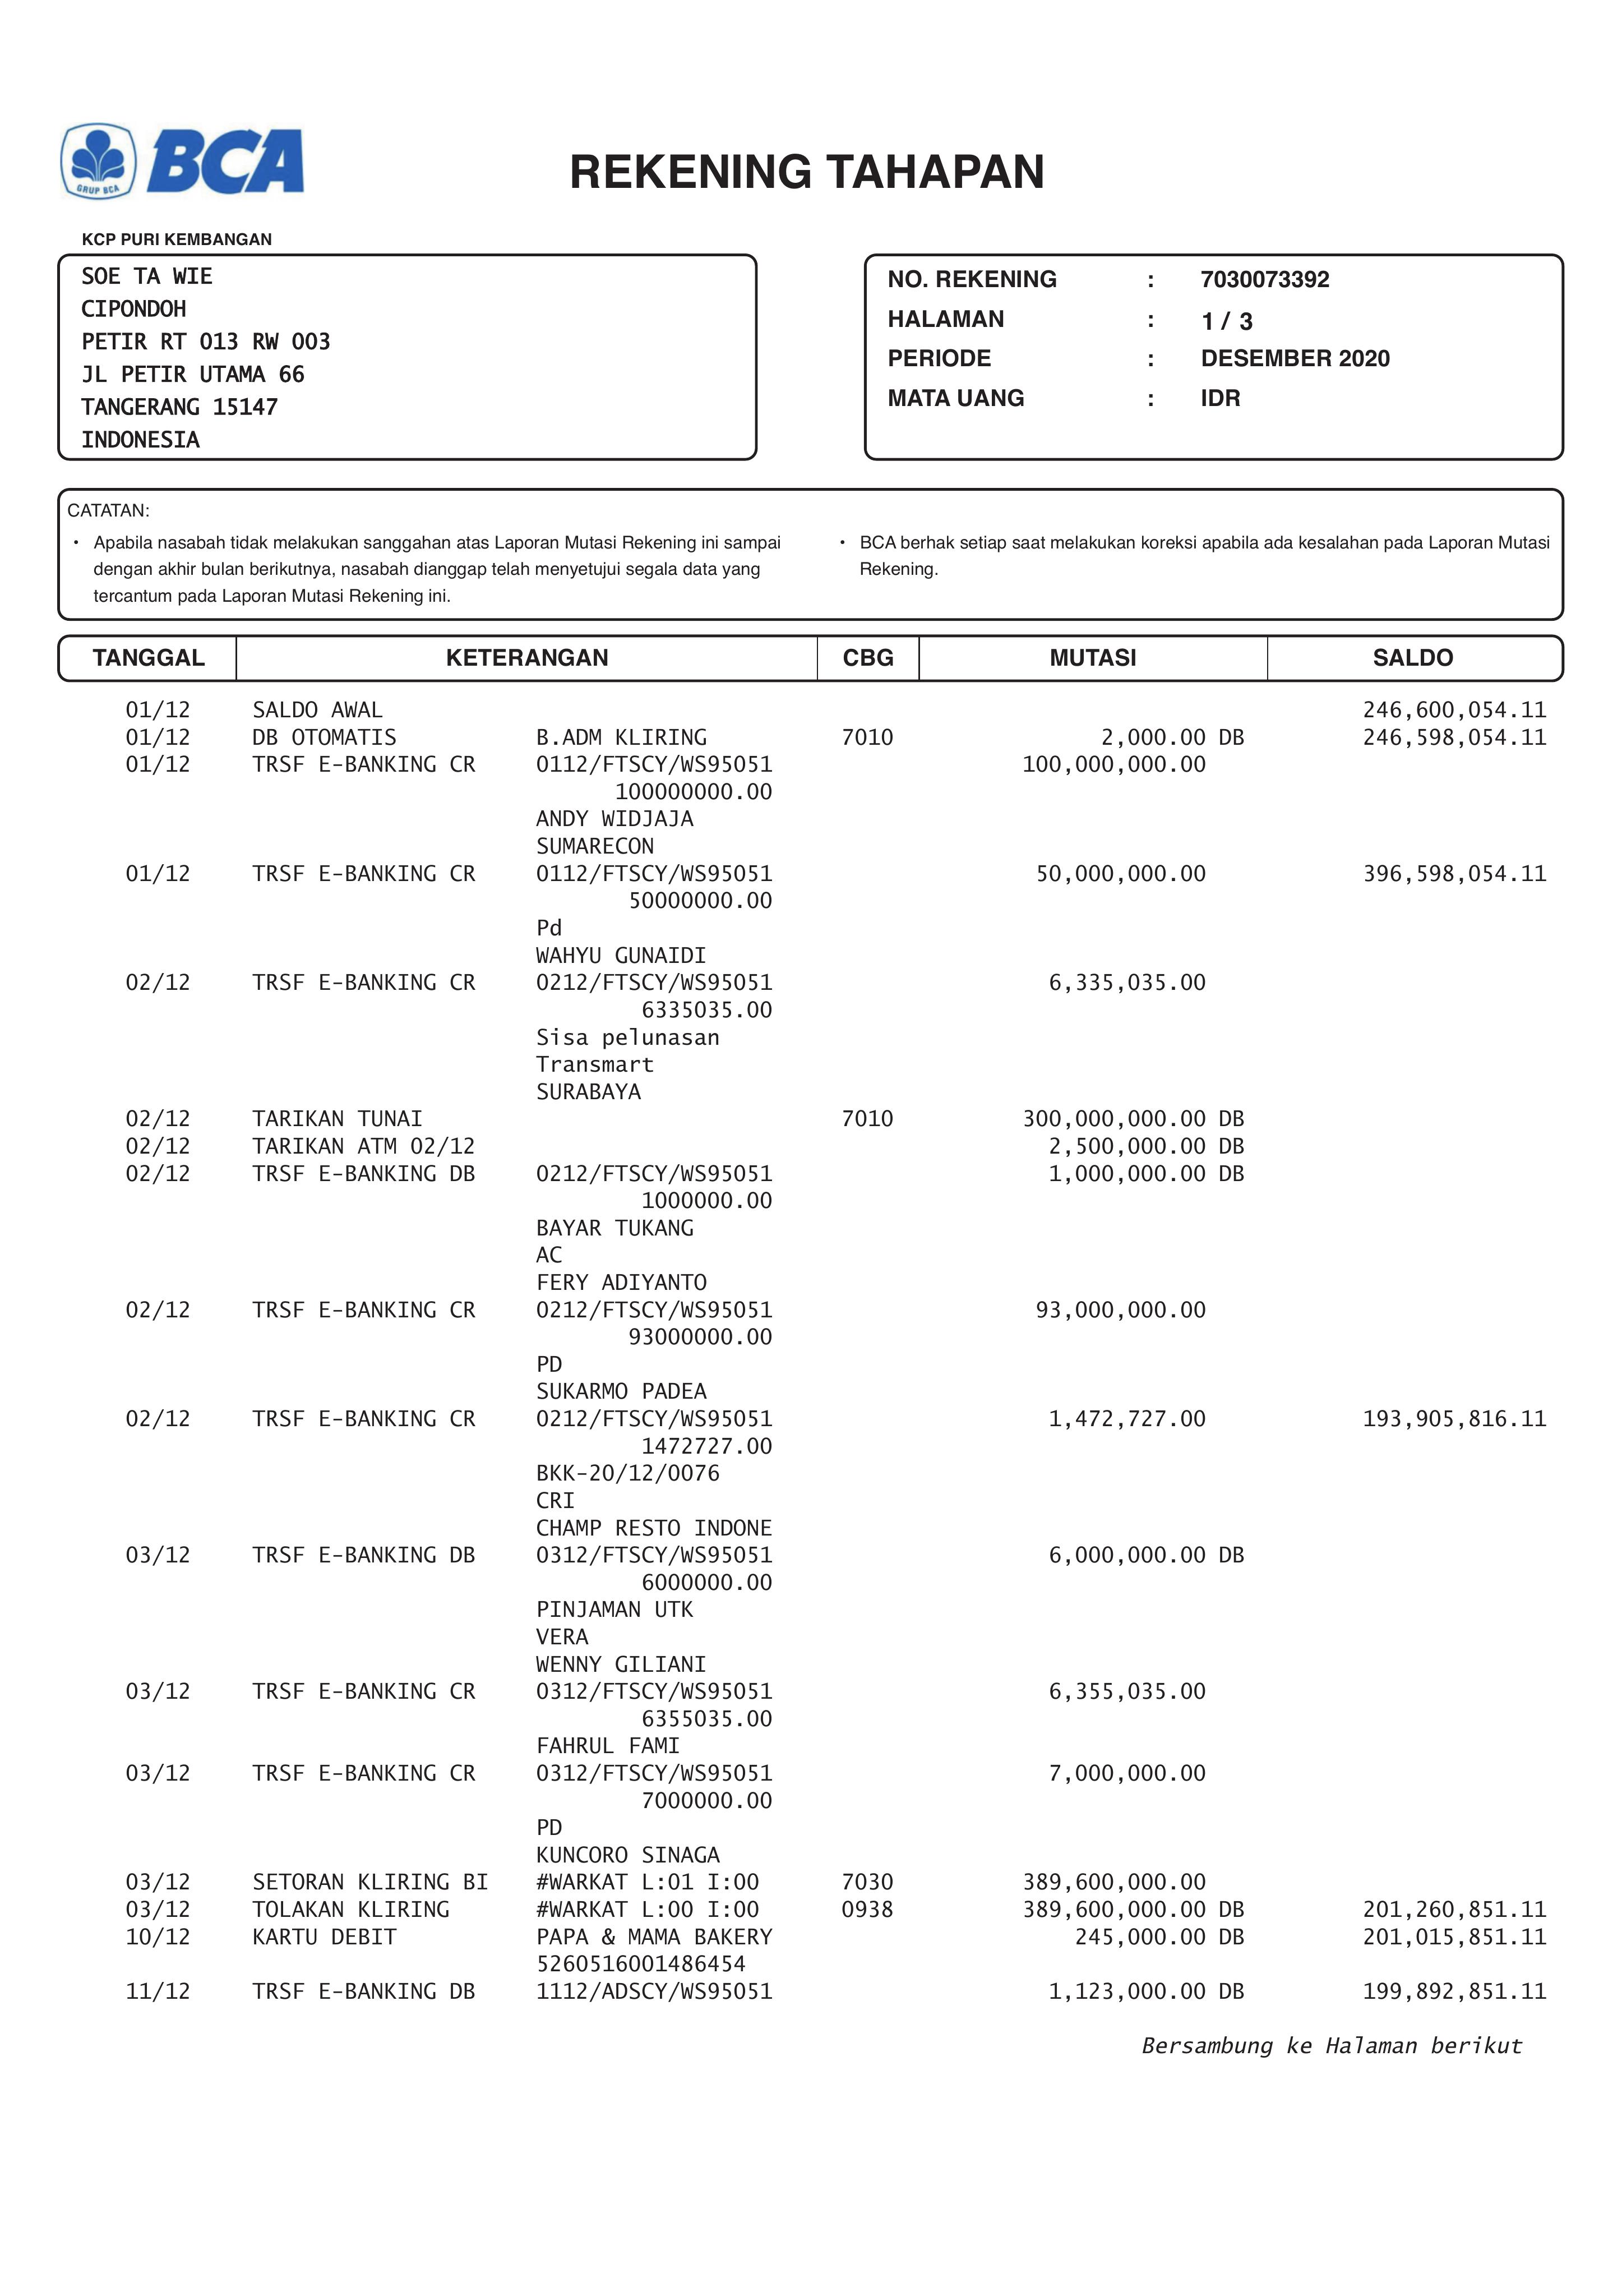 GRUP BCA
BCA
REKENING TAHAPAN
KCP PURI KEMBANGAN
SOE TA WIE
CIPONDOH
PETIR RT 013 RW 003
JL PETIR UTAMA 66
TANGERANG 15147
INDONESIA
NO. REKENING : 7030073392
HALAMAN : 1 / 3
PERIODE : DESEMBER 2020
MATA UANG : IDR
CATATAN:
• Apabila nasabah tidak melakukan sanggahan atas Laporan Mutasi Rekening ini sampai
dengan akhir bulan berikutnya, nasabah dianggap telah menyetujui segala data yang
tercantum pada Laporan Mutasi Rekening ini.
• BCA berhak setiap saat melakukan koreksi apabila ada kesalahan pada Laporan Mutasi
Rekening.
TANGGAL KETERANGAN CBG MUTASI SALDO
01/12 SALDO AWAL 246,600,054.11
01/12 DB OTOMATIS B.ADM KLIRING 7010 2,000.00 DB 246,598,054.11
01/12 TRSF E-BANKING CR 0112/FTSCY/WS95051 100,000,000.00
100000000.00
ANDY WIDJAJA
SUMARECON
01/12 TRSF E-BANKING CR 0112/FTSCY/WS95051 50,000,000.00 396,598,054.11
50000000.00
Pd
WAHYU GUNAIDI
02/12 TRSF E-BANKING CR 0212/FTSCY/WS95051 6,335,035.00
6335035.00
Sisa pelunasan
Transmart
SURABAYA
02/12 TARIKAN TUNAI 7010 300,000,000.00 DB
02/12 TARIKAN ATM 02/12 2,500,000.00 DB
02/12 TRSF E-BANKING DB 0212/FTSCY/WS95051 1,000,000.00 DB
1000000.00
BAYAR TUKANG
AC
FERY ADIYANTO
02/12 TRSF E-BANKING CR 0212/FTSCY/WS95051 93,000,000.00
93000000.00
PD
SUKARMO PADEA
02/12 TRSF E-BANKING CR 0212/FTSCY/WS95051 1,472,727.00 193,905,816.11
1472727.00
BKK-20/12/0076
CRI
CHAMP RESTO INDONE
03/12 TRSF E-BANKING DB 0312/FTSCY/WS95051 6,000,000.00 DB
6000000.00
PINJAMAN UTK
VERA
WENNY GILIANI
03/12 TRSF E-BANKING CR 0312/FTSCY/WS95051 6,355,035.00
6355035.00
FAHRUL FAMI
03/12 TRSF E-BANKING CR 0312/FTSCY/WS95051 7,000,000.00
7000000.00
PD
KUNCORO SINAGA
03/12 SETORAN KLIRING BI #WARKAT L:01 I:00 7030 389,600,000.00
03/12 TOLAKAN KLIRING #WARKAT L:00 I:00 0938 389,600,000.00 DB 201,260,851.11
10/12 KARTU DEBIT PAPA & MAMA BAKERY 245,000.00 DB 201,015,851.11
5260516001486454
11/12 TRSF E-BANKING DB 1112/ADSCY/WS95051 1,123,000.00 DB 199,892,851.11
Bersambung ke Halaman berikut